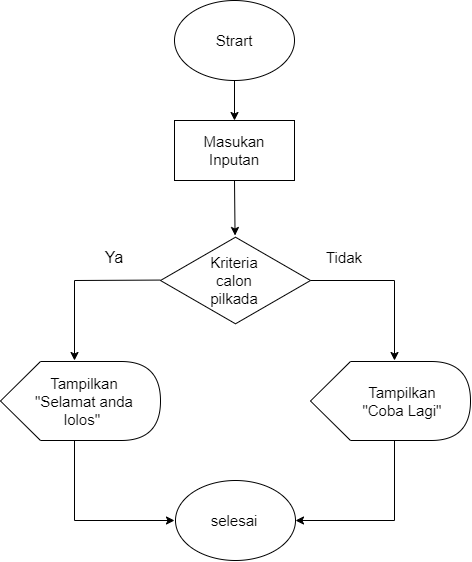 Strart
Masukan
Inputan
Kriteria
calon
pilkada
Ya
Tidak
Tampilkan
"Selamat anda
lolos"
Tampilkan
"Coba Lagi"
selesai